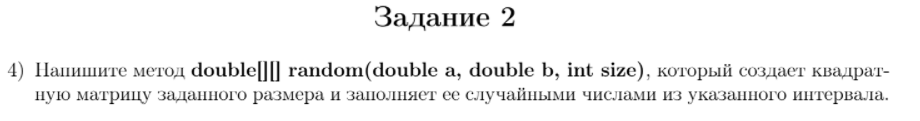 Задание 2
4) Напишите метод double[][] random(double a, double b, int size), который создает квадрат-
ную матрицу заданного размера и заполняет ее случайными числами из указанного интервала.